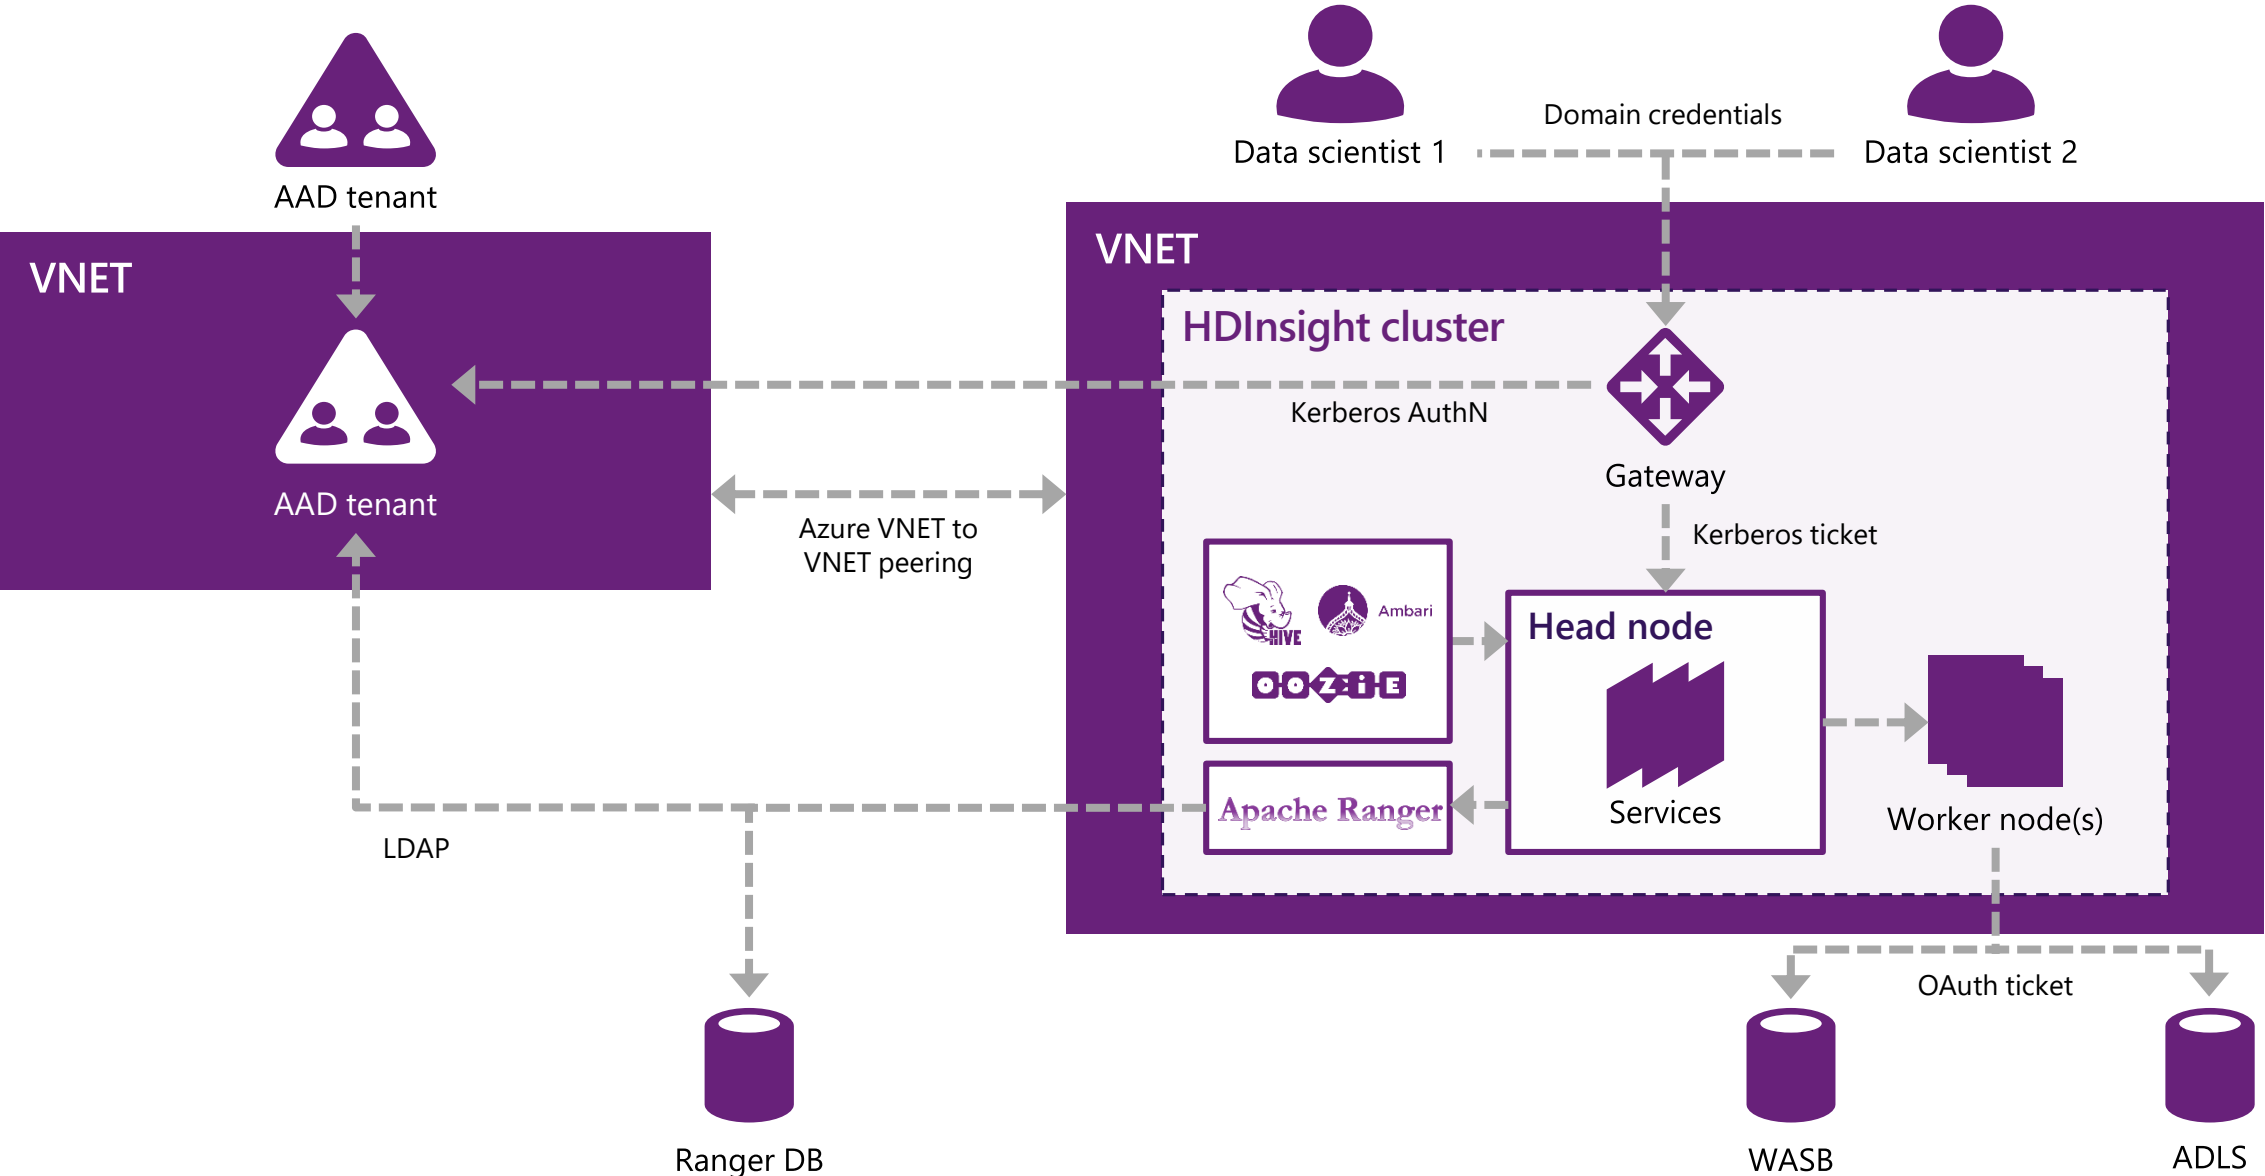 Data scientist 1
Domain credentials
Data scientist 2
AAD tenant
VNET
AAD tenant
VNET
HDInsight cluster
Kerberos AuthN
Gateway
Kerberos ticket
Azure VNET to
VNET peering
HIVE
Ambari
OOZIE
Head node
Services
Worker node(s)
Apache Ranger
LDAP
OAuth ticket
Ranger DB
WASB
ADLS